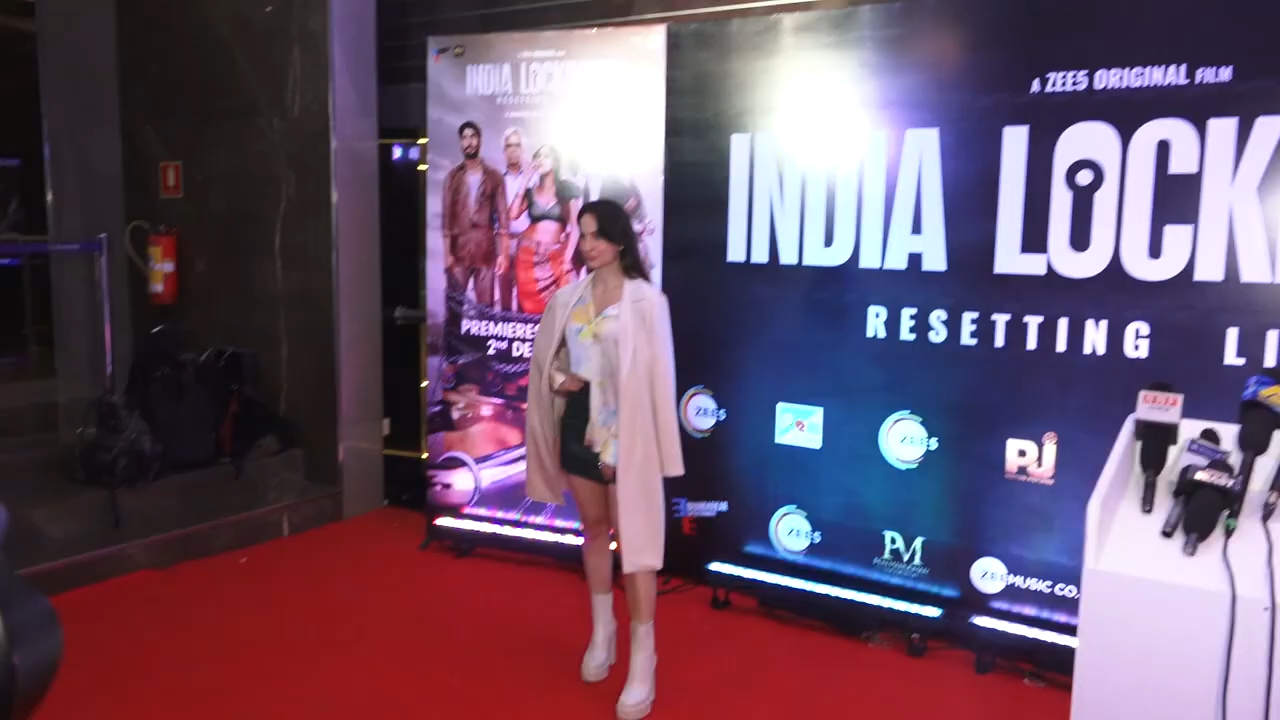 INDIA LOCK
PREMIERES
2nd DE
A ZEE5 ORIGINAL FILM
INDIA LOCK
RESETTING LI
ZEE5
ZEE5
PJ
ZEE5
PM
ZEE MUSIC CO.